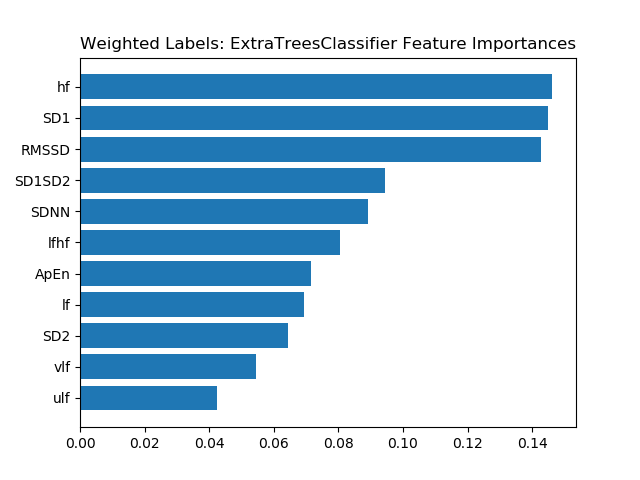 Weighted Labels: ExtraTreesClassifier Feature Importances
hf
SD1
RMSSD
SD1SD2
SDNN
lfhf
ApEn
lf
SD2
vlf
ulf
0.00 0.02 0.04 0.06 0.08 0.10 0.12 0.14